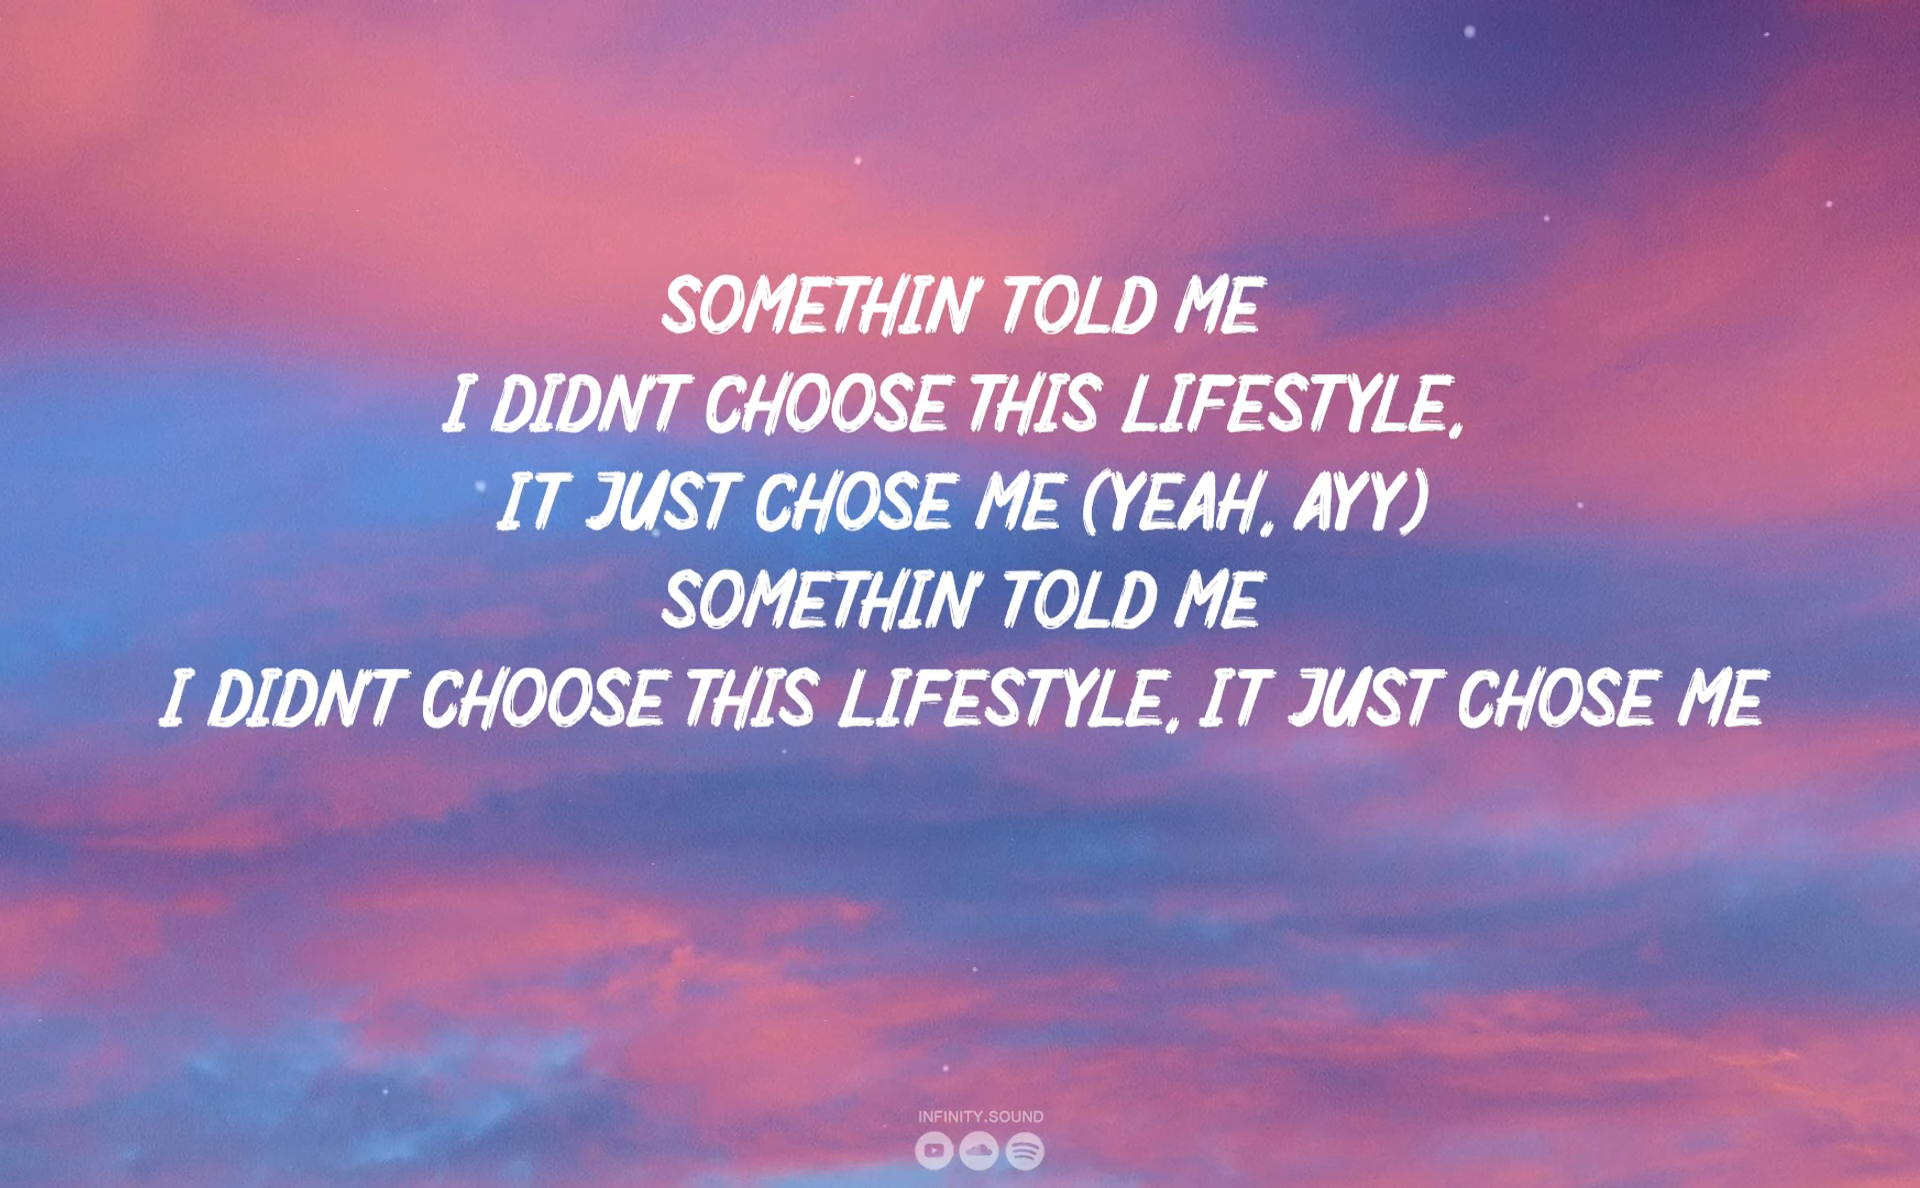 SOMETHIN' TOLD ME
I DIDN'T CHOOSE THIS LIFESTYLE,
IT JUST CHOSE ME (YEAH, AYY)
SOMETHIN' TOLD ME
I DIDN'T CHOOSE THIS LIFESTYLE, IT JUST CHOSE ME
INFINITY.SOUND